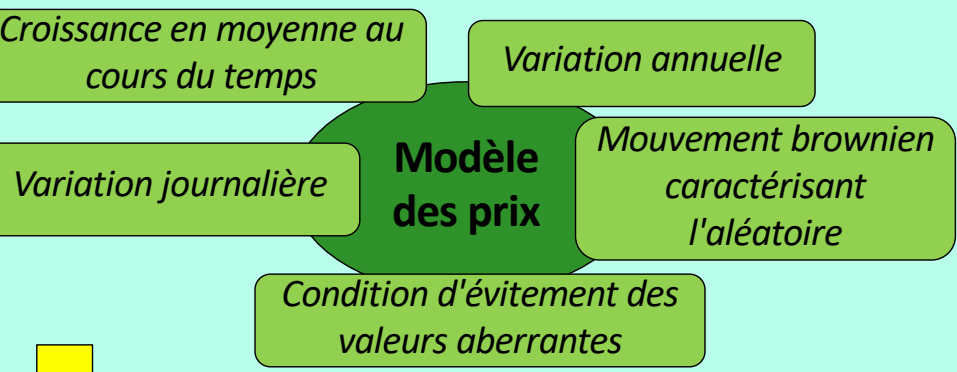 Croissance en moyenne au
cours du temps
Variation annuelle
Modèle
des prix
Mouvement brownien
caractérisant
l'aléatoire
Variation journalière
Condition d'évitement des
valeurs aberrantes